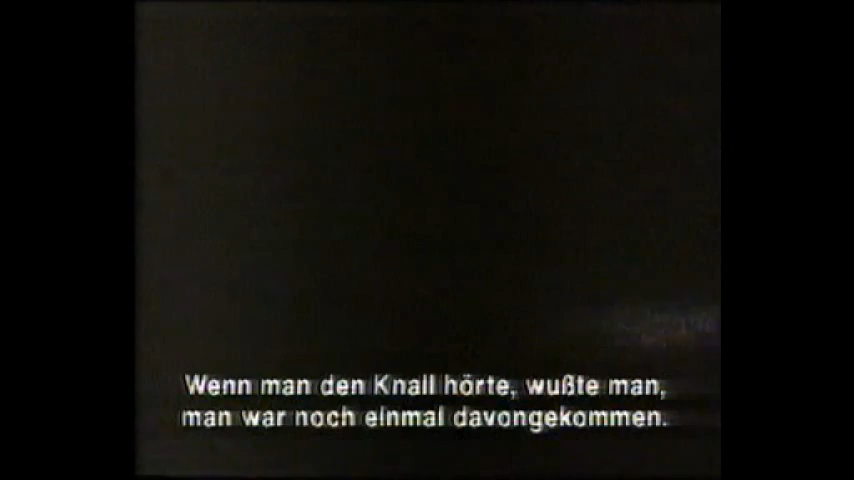 Wenn man den Knall hörte, wußte man,
man war noch einmal davongekommen.